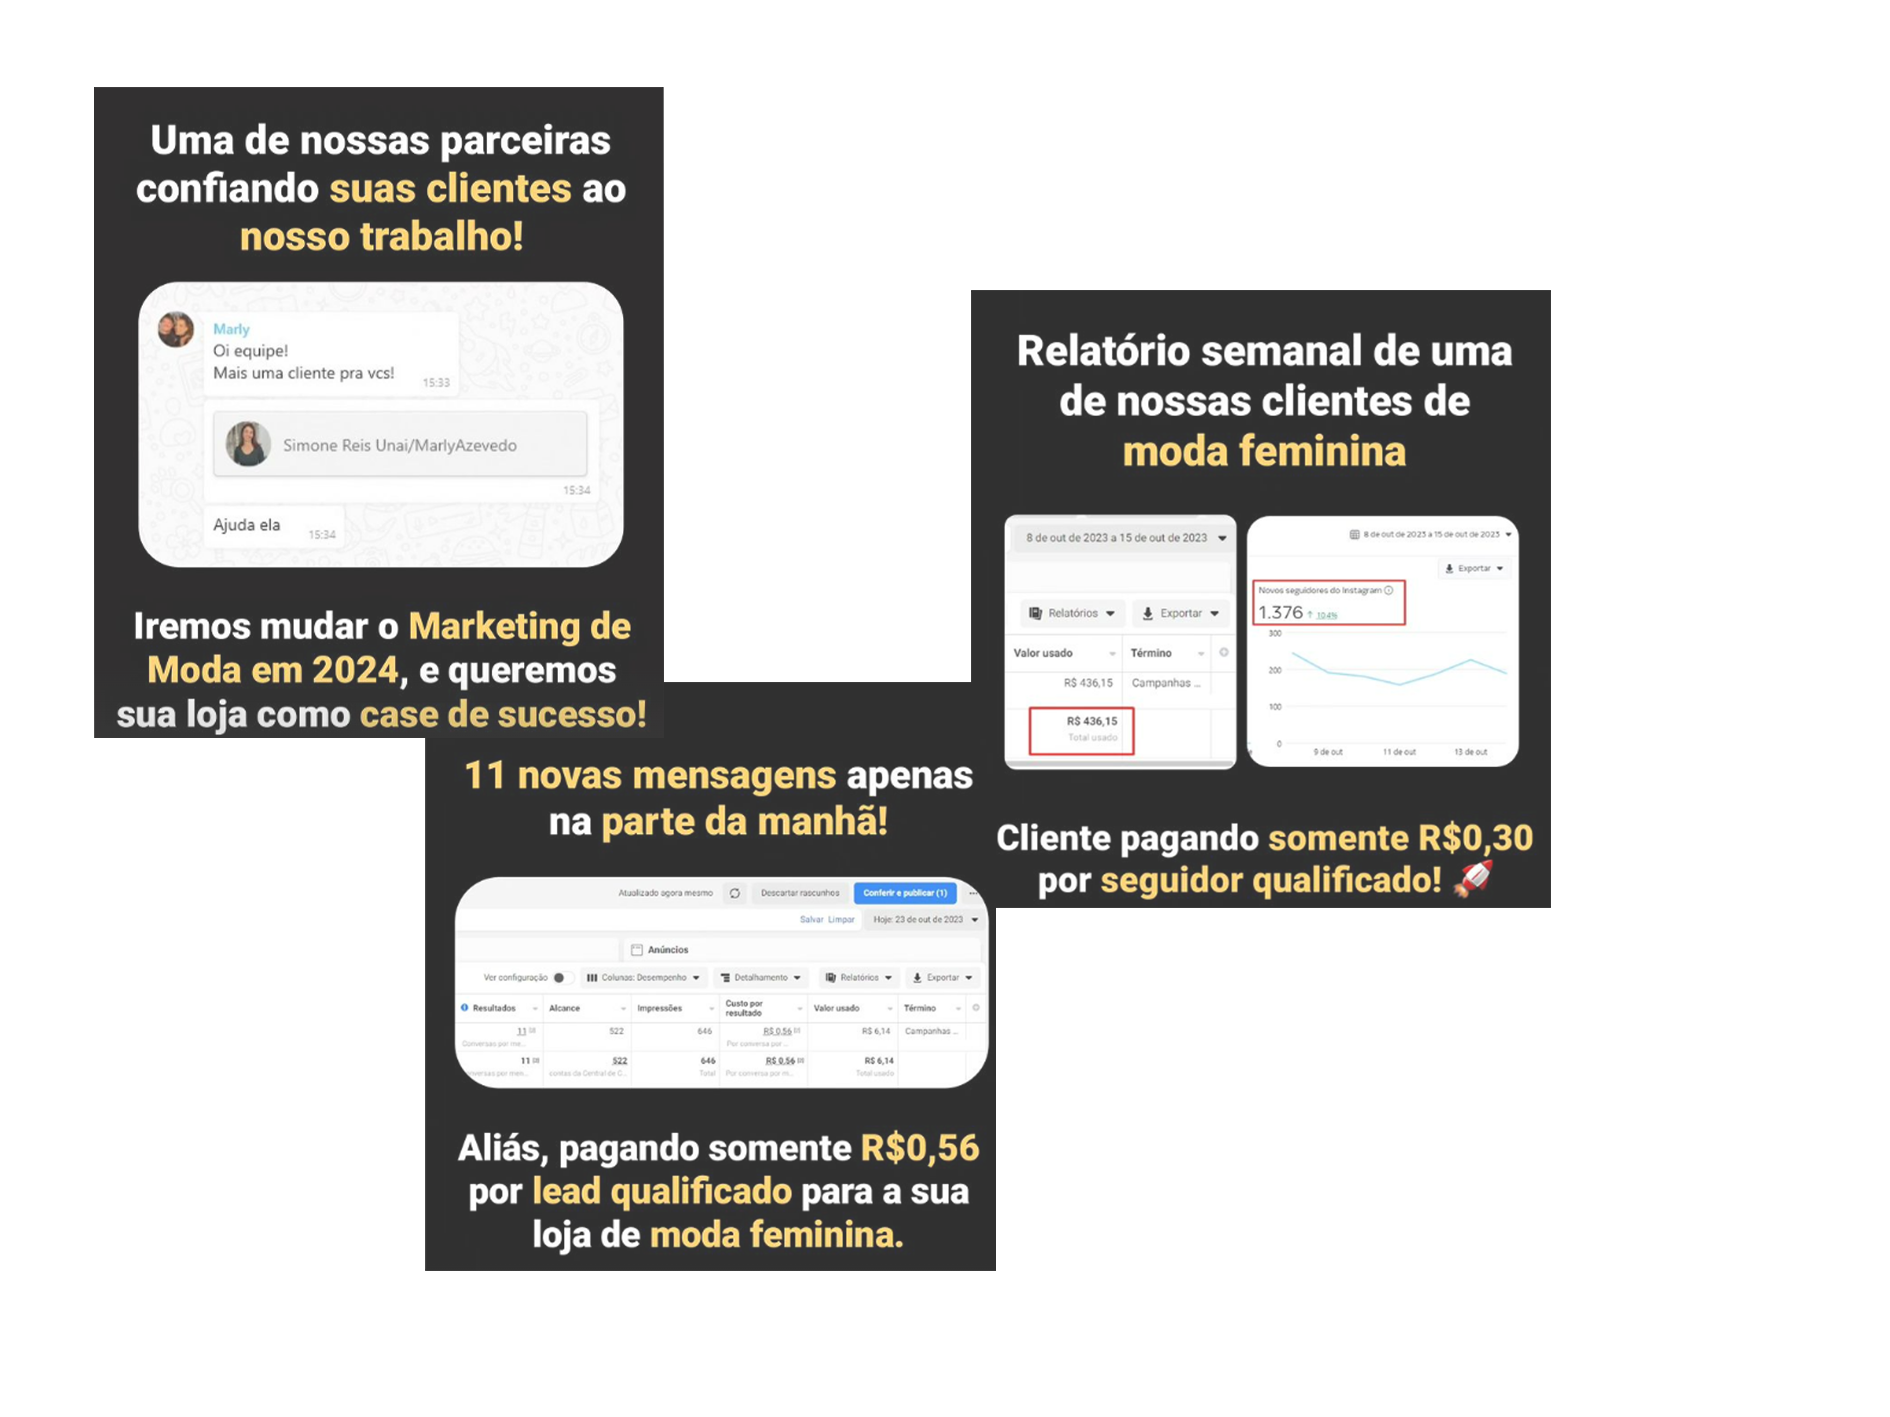 Uma de nossas parceiras
confiando suas clientes ao
nosso trabalho!
Marly
Oi equipe!
Mais uma cliente pra vcs!
15:33
Simone Reis Unai/MarlyAzevedo
15:34
Ajuda ela
15:34
Iremos mudar o Marketing de
Moda em 2024, e queremos
sua loja como case de sucesso!
Relatório semanal de uma
de nossas clientes de
moda feminina
8 de out de 2023 a 15 de out de 2023
Relatórios
Exportar
Valor usado
Término
R$ 436,15
Campanhas ...
R$ 436,15
Total usado
8 de out de 2023 a 15 de out de 2023
Exportar
Novos seguidores do Instagram
1.376
300
200
100
0
9 de out
11 de out
13 de out
Cliente pagando somente R$0,30
por seguidor qualificado!
11 novas mensagens apenas
na parte da manhã!
Atualizado agora mesmo
Descartar rascunhos
Conferir e publicar (1)
Salvar Limpar
Hoje: 23 de out de 2023
Anúncios
Ver configuração
Colunas: Desempenho
Detalhamento
Relatórios
Exportar
Resultados
Alcance
Impressões
Custo por
resultado
Valor usado
Término
11
522
646
R$ 0,56
R$ 6,14
Campanhas ...
Conversas por me...
Por conversa por ...
11
522
646
R$ 0,56
R$ 6,14
Total
Por conversa por m...
Total usado
Aliás, pagando somente R$0,56
por lead qualificado para a sua
loja de moda feminina.